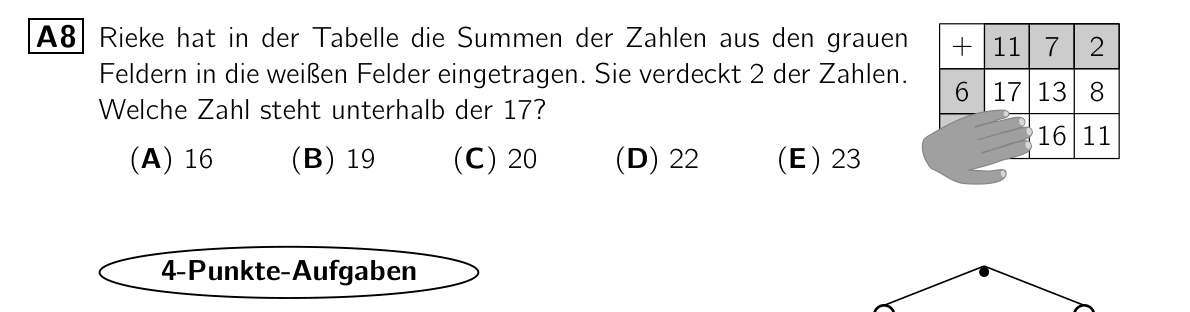 A8 Rieke hat in der Tabelle die Summen der Zahlen aus den grauen
Feldern in die weißen Felder eingetragen. Sie verdeckt 2 der Zahlen.
Welche Zahl steht unterhalb der 17?
(A) 16 (B) 19 (C) 20 (D) 22 (E) 23
+ 11 7 2
6 17 13 8
16 11
4-Punkte-Aufgaben